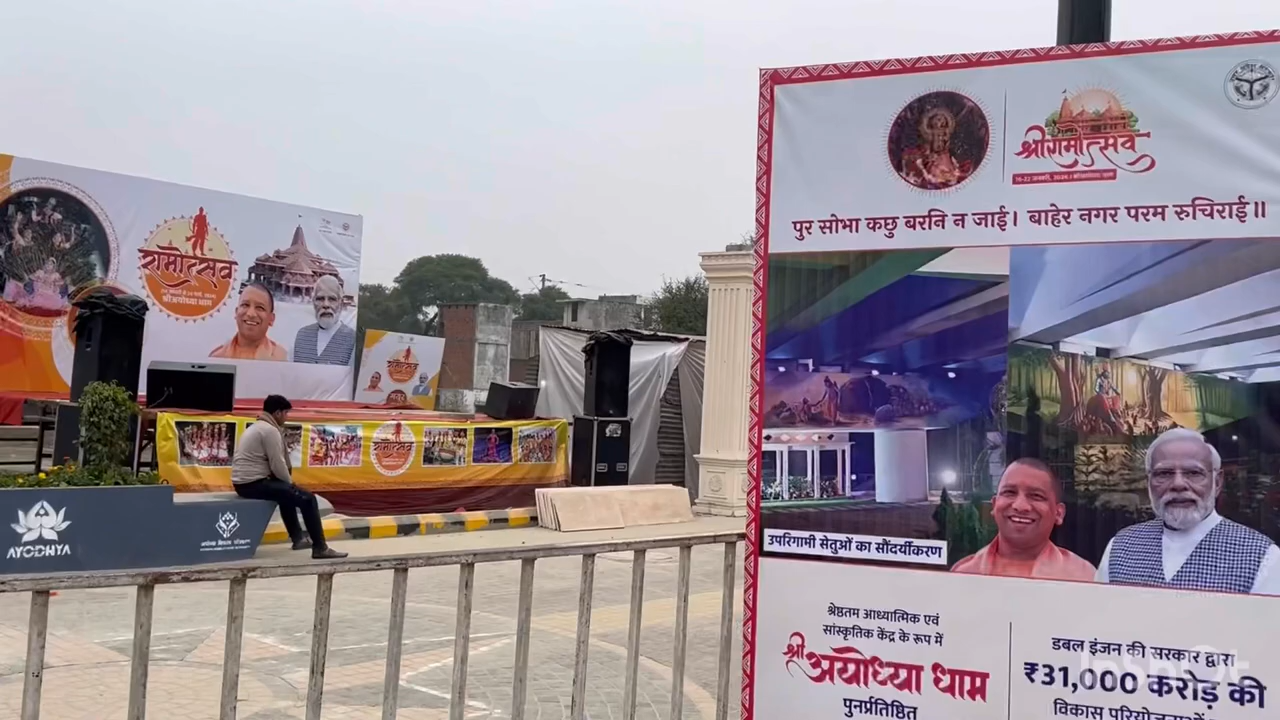 श्रीरामोत्सव
पुर सोभा कछु बरनि न जाई। बाहेर नगर परम रुचिराई॥
उपरिगामी सेतुओं का सौंदर्यीकरण
श्रेष्ठतम आध्यात्मिक एवं
सांस्कृतिक केंद्र के रूप में
श्री अयोध्या धाम
पुनर्प्रतिष्ठित
डबल इंजन की सरकार द्वारा
₹31,000 करोड़ की
विकास परियोजनाओं
रामोत्सव
श्रीअयोध्या धाम
AYODHYA